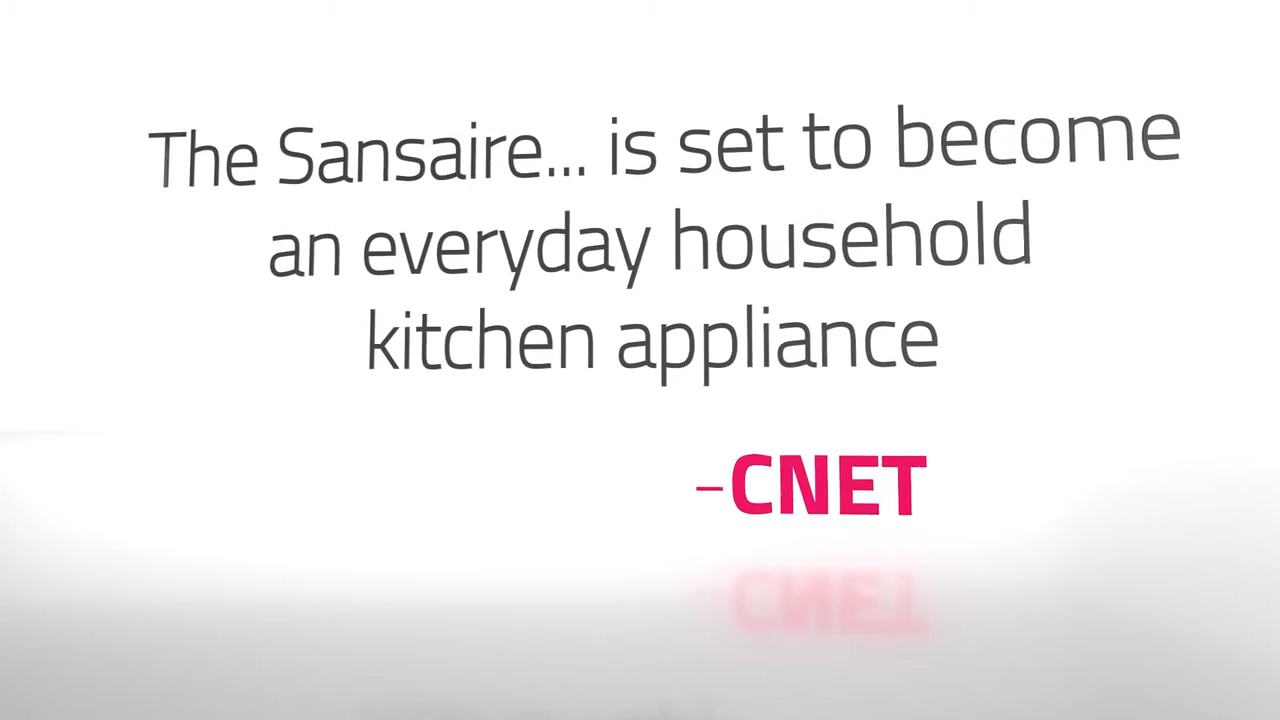 The Sansaire... is set to become
an everyday household
kitchen appliance
–CNET